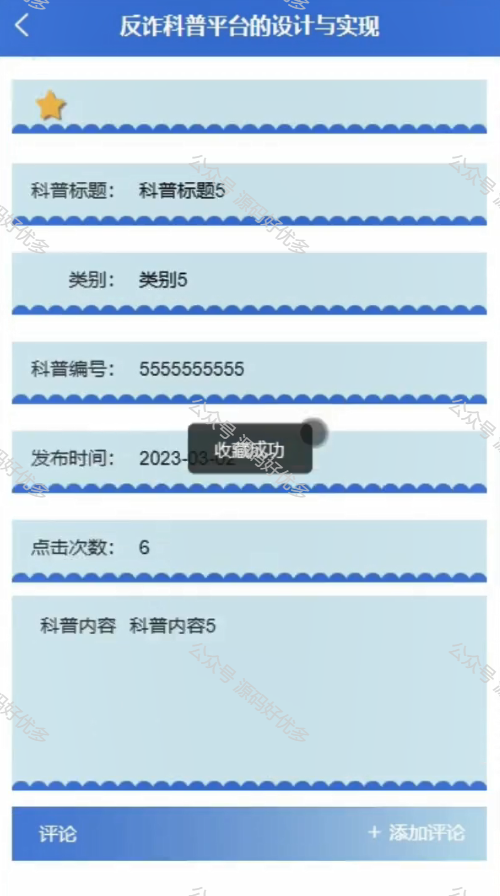 反诈科普平台的设计与实现
科普标题： 科普标题5
类别： 类别5
科普编号： 5555555555
发布时间： 2023-03-02
收藏成功
点击次数： 6
科普内容 科普内容5
评论 + 添加评论
公众号 源码好优多
公众号 源码好优多
公众号 源码好优多